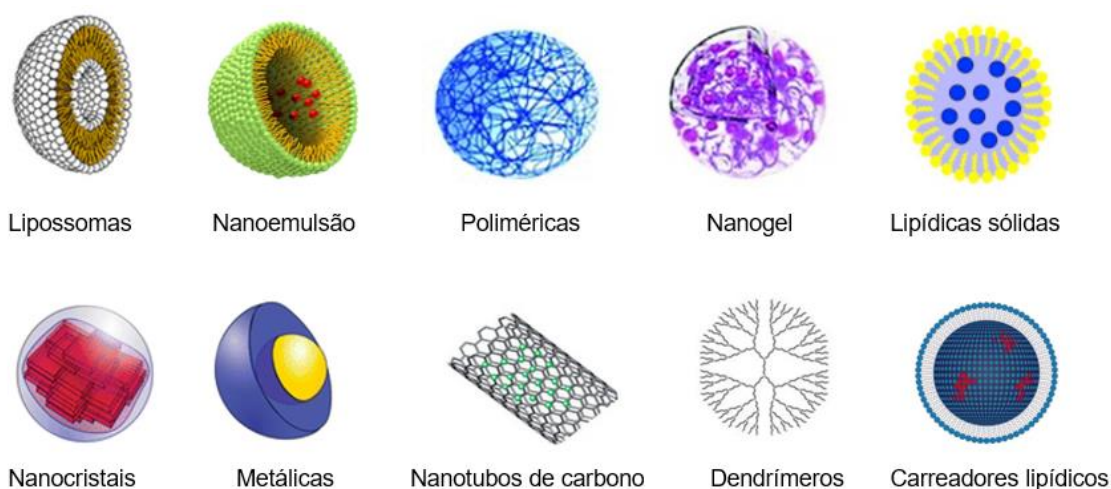 Lipossomas Nanoemulsão Poliméricas Nanogel Lipídicas sólidas
Nanocristais Metálicas Nanotubos de carbono Dendrímeros Carreadores lipídicos